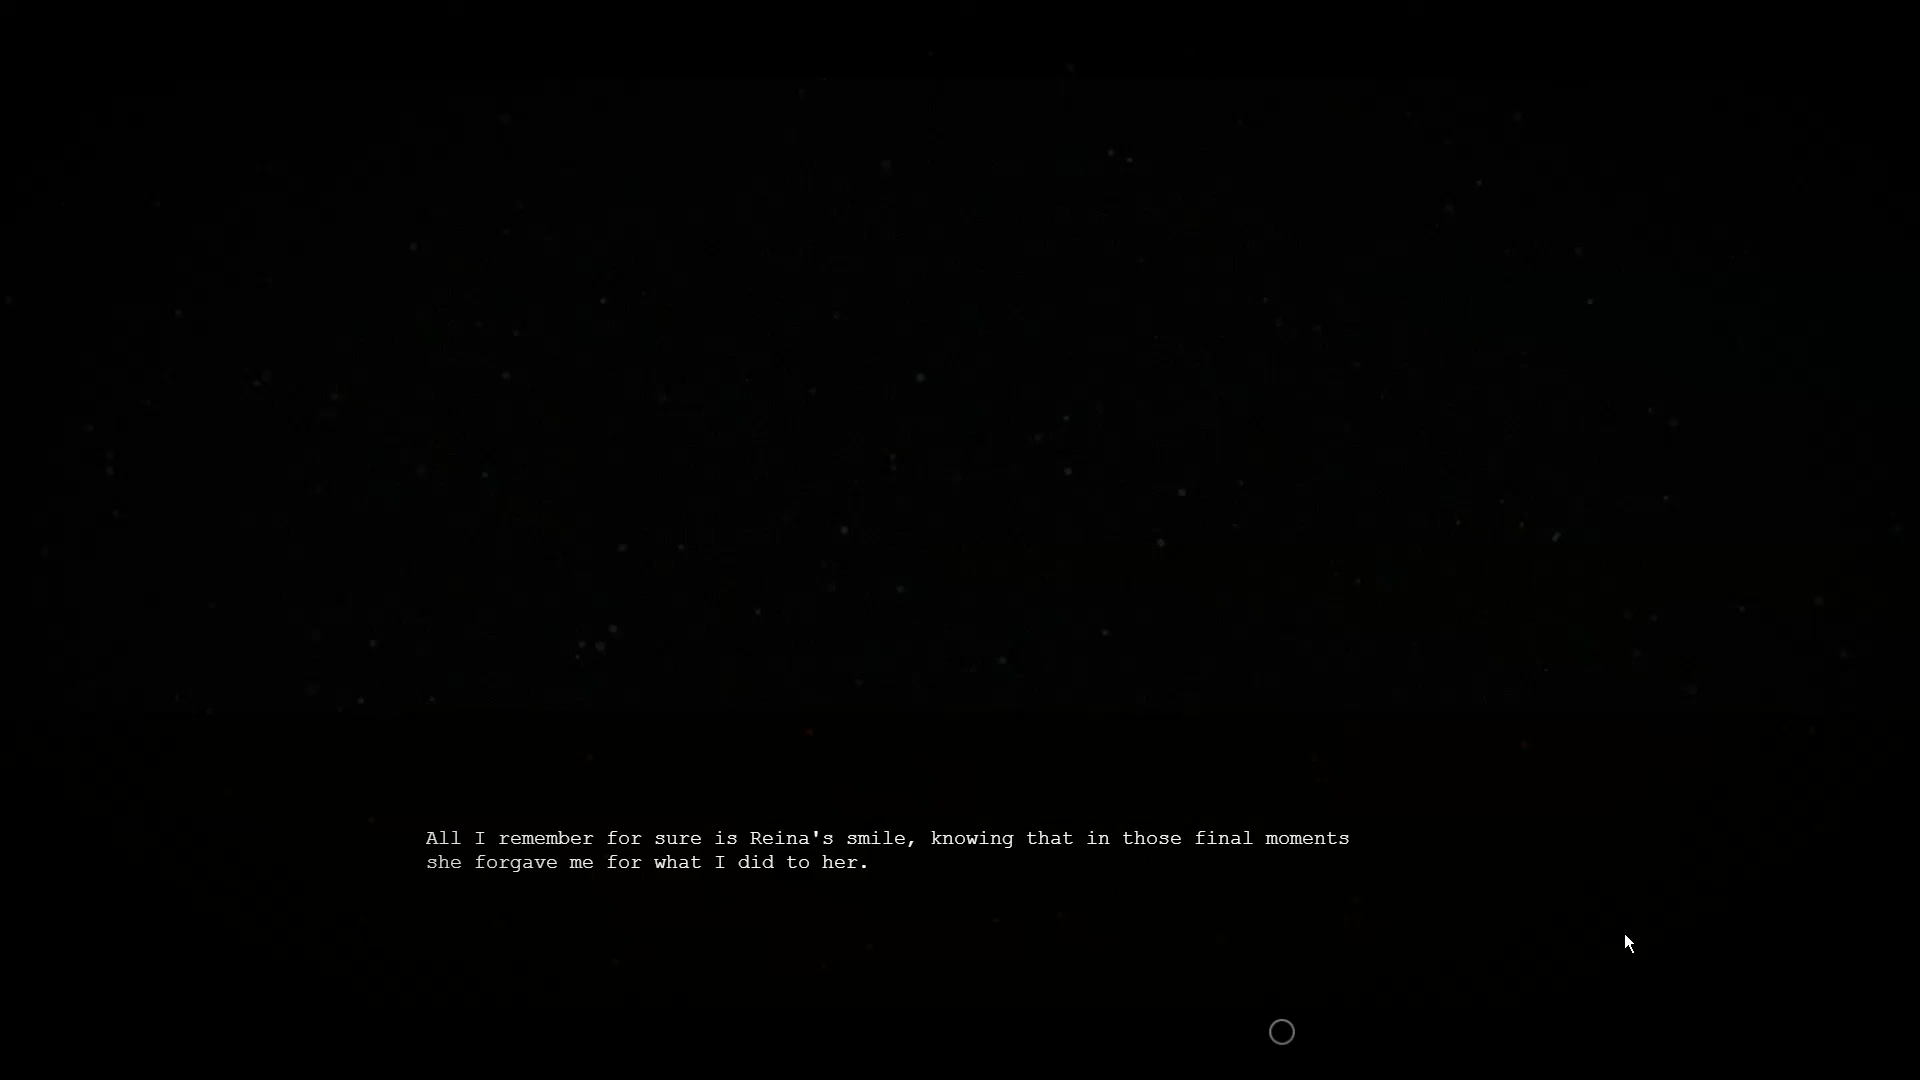 All I remember for sure is Reina's smile, knowing that in those final moments
she forgave me for what I did to her.